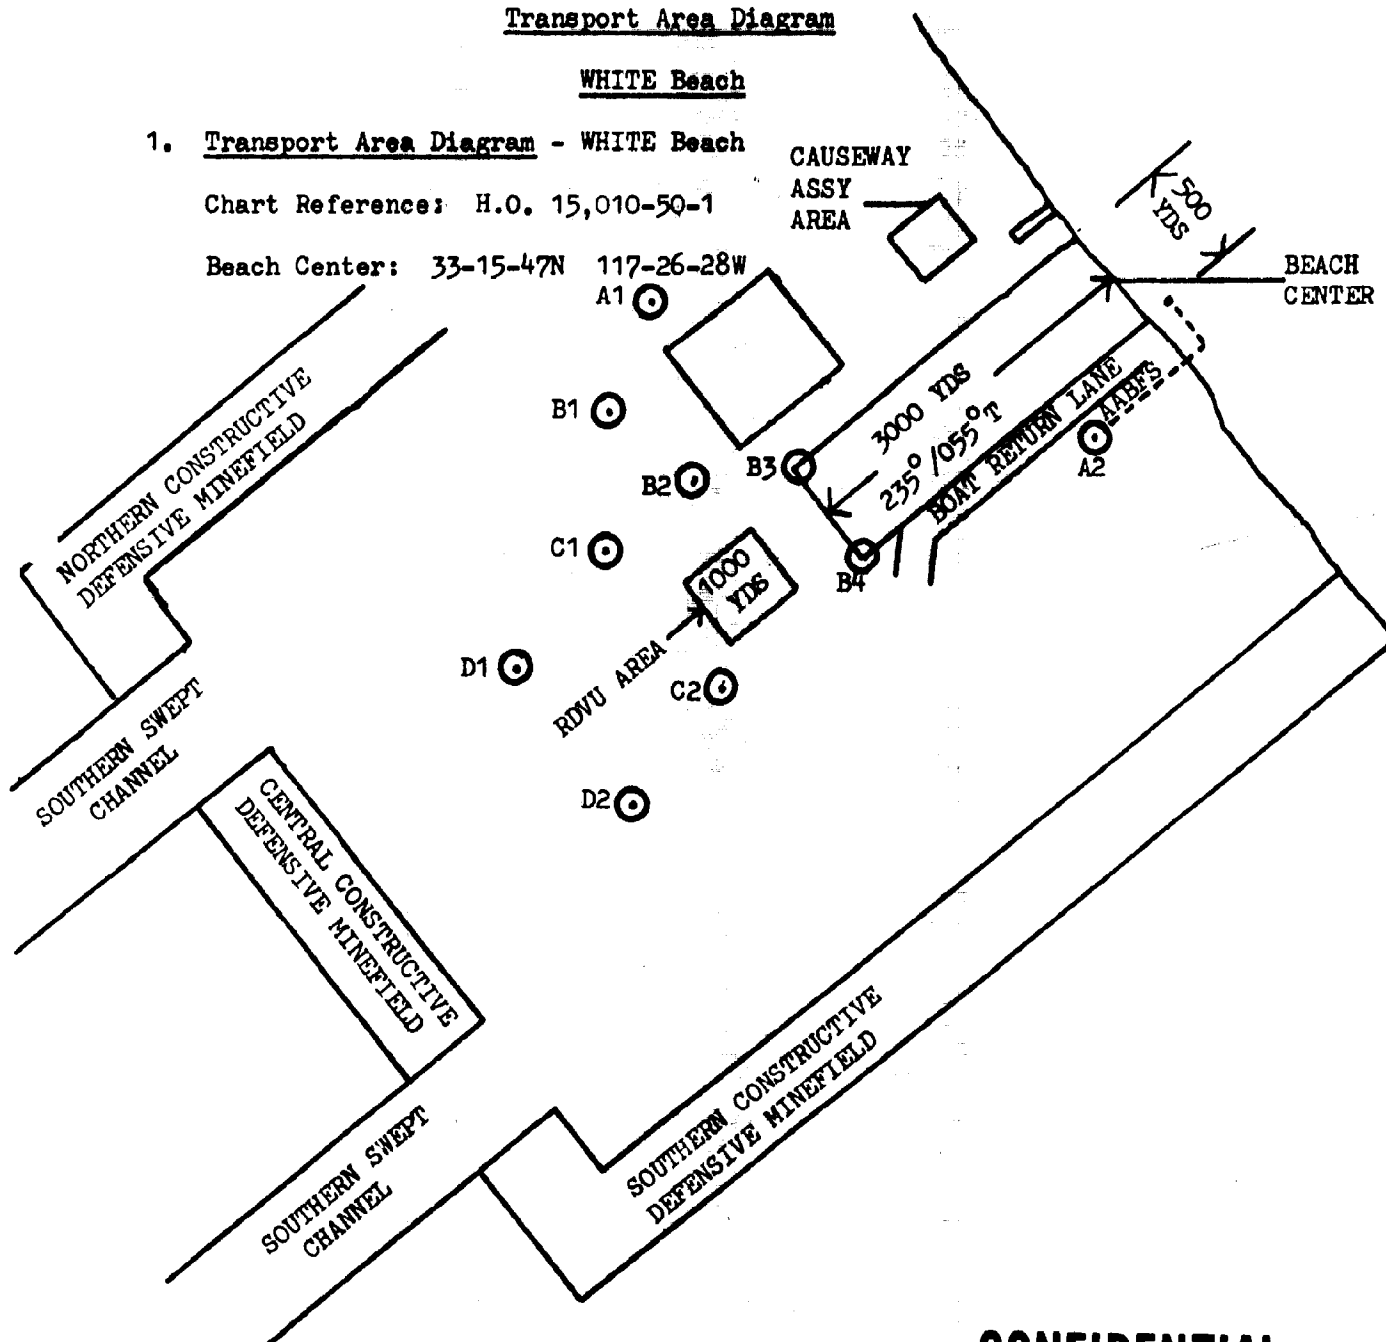 Transport Area Diagram
WHITE Beach
1. Transport Area Diagram - WHITE Beach
Chart Reference: H.O. 15,010-50-1
Beach Center: 33-15-47N 117-26-28W
CAUSEWAY
ASSY
AREA
500
YDS
BEACH
CENTER
A1
B1
B2
B3
3000 YDS
235° /055° T
BOAT RETURN LANE
AABFS
A2
B4
C1
1000
YDS
RDVU AREA
C2
D1
D2
NORTHERN CONSTRUCTIVE
DEFENSIVE MINEFIELD
SOUTHERN SWEPT
CHANNEL
CENTRAL CONSTRUCTIVE
DEFENSIVE MINEFIELD
SOUTHERN SWEPT
CHANNEL
SOUTHERN CONSTRUCTIVE
DEFENSIVE MINEFIELD
CONFIDENTIAL